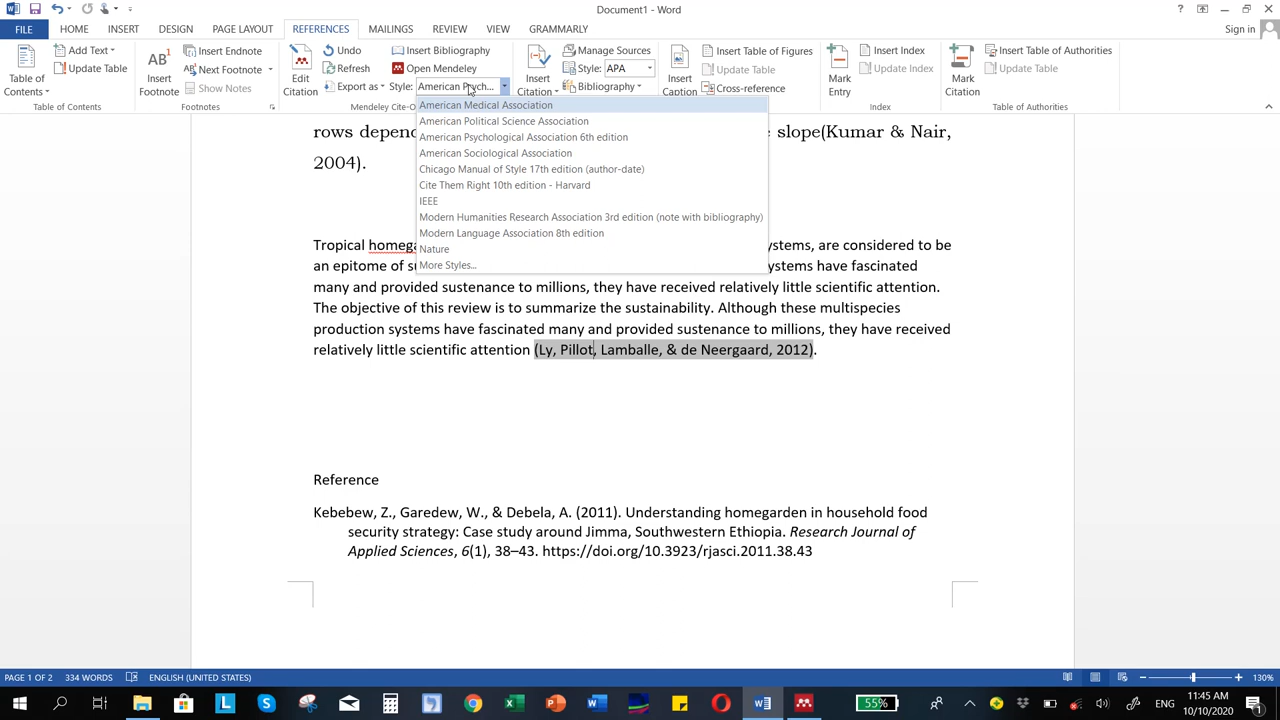 Document1 - Word
Sign in
FILE HOME INSERT DESIGN PAGE LAYOUT REFERENCES MAILINGS REVIEW VIEW GRAMMARLY
Table of Contents
Add Text
Update Table
Table of Contents
AB1
Insert Footnote
Insert Endnote
Next Footnote
Show Notes
Footnotes
Edit Citation
Undo
Refresh
Export as
Insert Bibliography
Open Mendeley
Style: American Psych...
Mendeley Cite-O
Insert Citation
Manage Sources
Style: APA
Bibliography
Insert Caption
Insert Table of Figures
Update Table
Cross-reference
Mark Entry
Insert Index
Update Index
Index
Mark Citation
Insert Table of Authorities
Update Table
Table of Authorities
American Medical Association
American Political Science Association
American Psychological Association 6th edition
American Sociological Association
Chicago Manual of Style 17th edition (author-date)
Cite Them Right 10th edition - Harvard
IEEE
Modern Humanities Research Association 3rd edition (note with bibliography)
Modern Language Association 8th edition
Nature
More Styles...
rows depen slope(Kumar & Nair,
2004).
Tropical homega ystems, are considered to be
an epitome of su ystems have fascinated
many and provided sustenance to millions, they have received relatively little scientific attention.
The objective of this review is to summarize the sustainability. Although these multispecies
production systems have fascinated many and provided sustenance to millions, they have received
relatively little scientific attention (Ly, Pillot, Lamballe, & de Neergaard, 2012).
Reference
Kebebew, Z., Garedew, W., & Debela, A. (2011). Understanding homegarden in household food
security strategy: Case study around Jimma, Southwestern Ethiopia. Research Journal of
Applied Sciences, 6(1), 38–43. https://doi.org/10.3923/rjasci.2011.38.43
PAGE 1 OF 2 334 WORDS ENGLISH (UNITED STATES) 130%
55% ENG 11:45 AM
10/10/2020